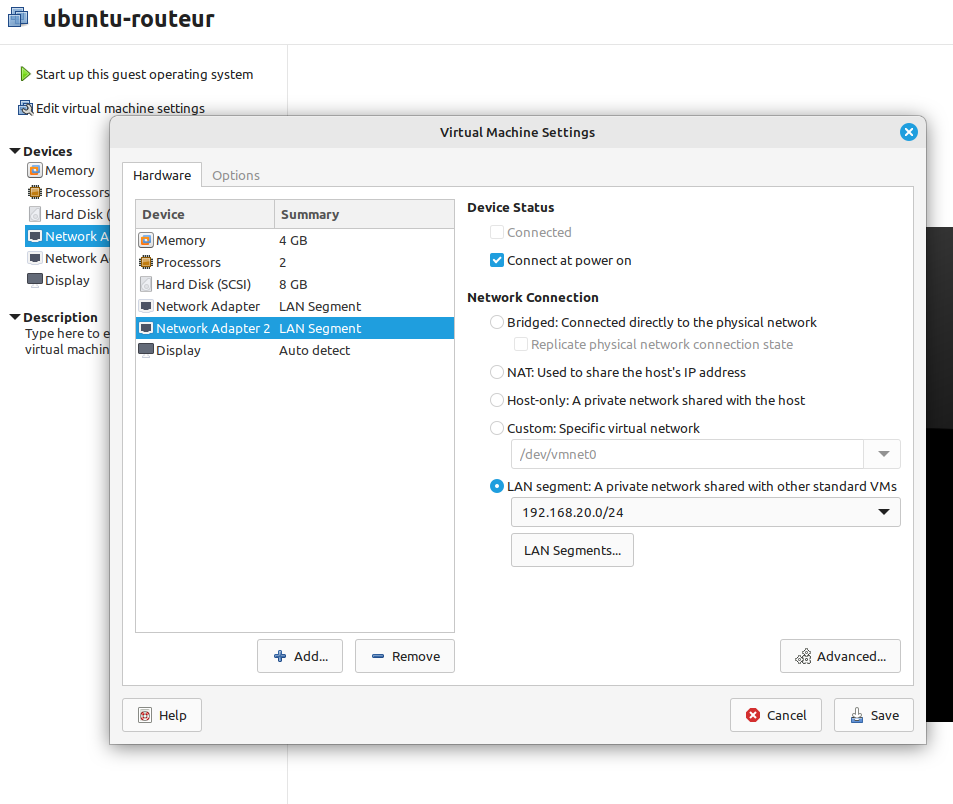 ubuntu-routeur
Start up this guest operating system
Edit virtual machine settings
Virtual Machine Settings
Devices
Memory
Processors
Hard Disk (
Network A
Network A
Display
Description
Type here to e
virtual machin
Hardware
Options
Device Summary
Memory 4 GB
Processors 2
Hard Disk (SCSI) 8 GB
Network Adapter LAN Segment
Network Adapter 2 LAN Segment
Display Auto detect
Add...
Remove
Device Status
Connected
Connect at power on
Network Connection
Bridged: Connected directly to the physical network
Replicate physical network connection state
NAT: Used to share the host's IP address
Host-only: A private network shared with the host
Custom: Specific virtual network
/dev/vmnet0
LAN segment: A private network shared with other standard VMs
192.168.20.0/24
LAN Segments...
Advanced...
Help
Cancel
Save